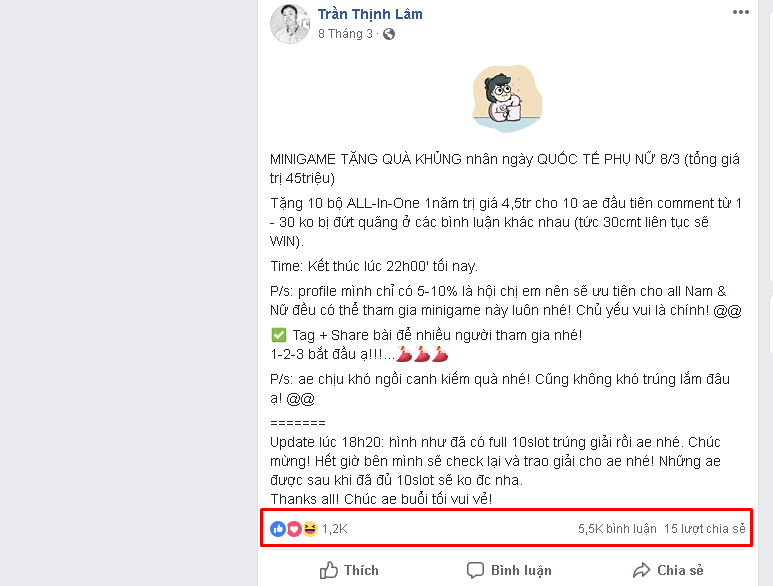 Trần Thịnh Lâm
8 Tháng 3 ·
MINIGAME TẶNG QUÀ KHỦNG nhân ngày QUỐC TẾ PHỤ NỮ 8/3 (tổng giá
trị 45triệu)
Tặng 10 bộ ALL-In-One 1năm trị giá 4,5tr cho 10 ae đầu tiên comment từ 1
- 30 ko bị đứt quãng ở các bình luận khác nhau (tức 30cmt liên tục sẽ
WIN).
Time: Kết thúc lúc 22h00' tối nay.
P/s: profile mình chỉ có 5-10% là hội chị em nên sẽ ưu tiên cho all Nam &
Nữ đều có thể tham gia minigame này luôn nhé! Chủ yếu vui là chính! @@
✅ Tag + Share bài để nhiều người tham gia nhé!
1-2-3 bắt đầu ạ!!!...💃💃💃
P/s: ae chịu khó ngồi canh kiếm quà nhé! Cũng không khó trúng lắm đâu
ạ! @@
=======
Update lúc 18h20: hình như đã có full 10slot trúng giải rồi ae nhé. Chúc
mừng! Hết giờ bên mình sẽ check lại và trao giải cho ae nhé! Những ae
được sau khi đã đủ 10slot sẽ ko đc nha.
Thanks all! Chúc ae buổi tối vui vẻ!
1,2K 5,5K bình luận 15 lượt chia sẻ
Thích Bình luận Chia sẻ